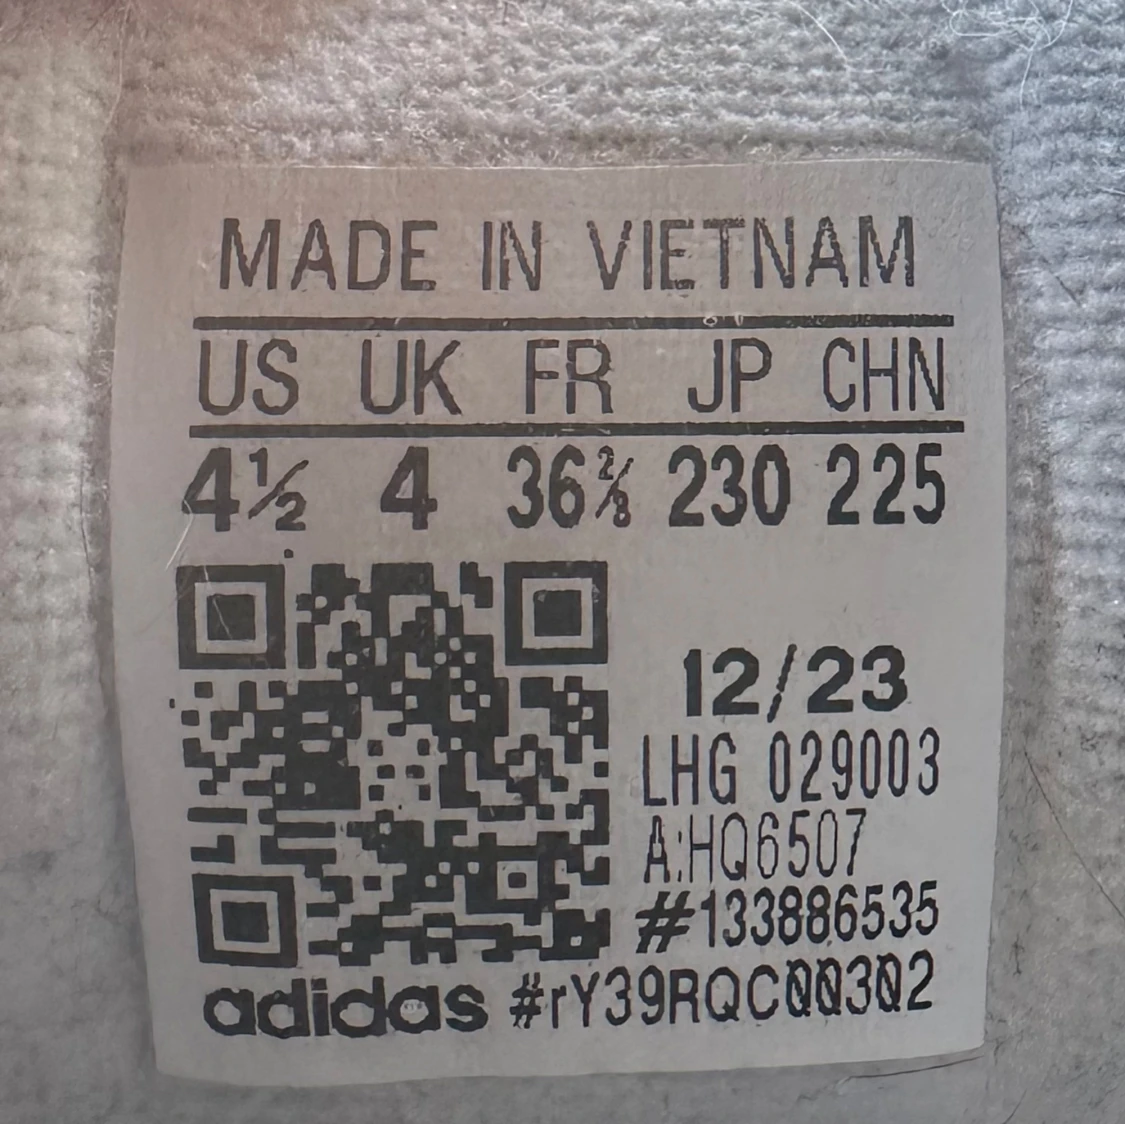 MADE IN VIETNAM
US UK FR JP CHN
4½ 4 36⅔ 230 225
12/23
LHG 029003
A:HQ6507
#133886535
adidas #rY39RQC00302